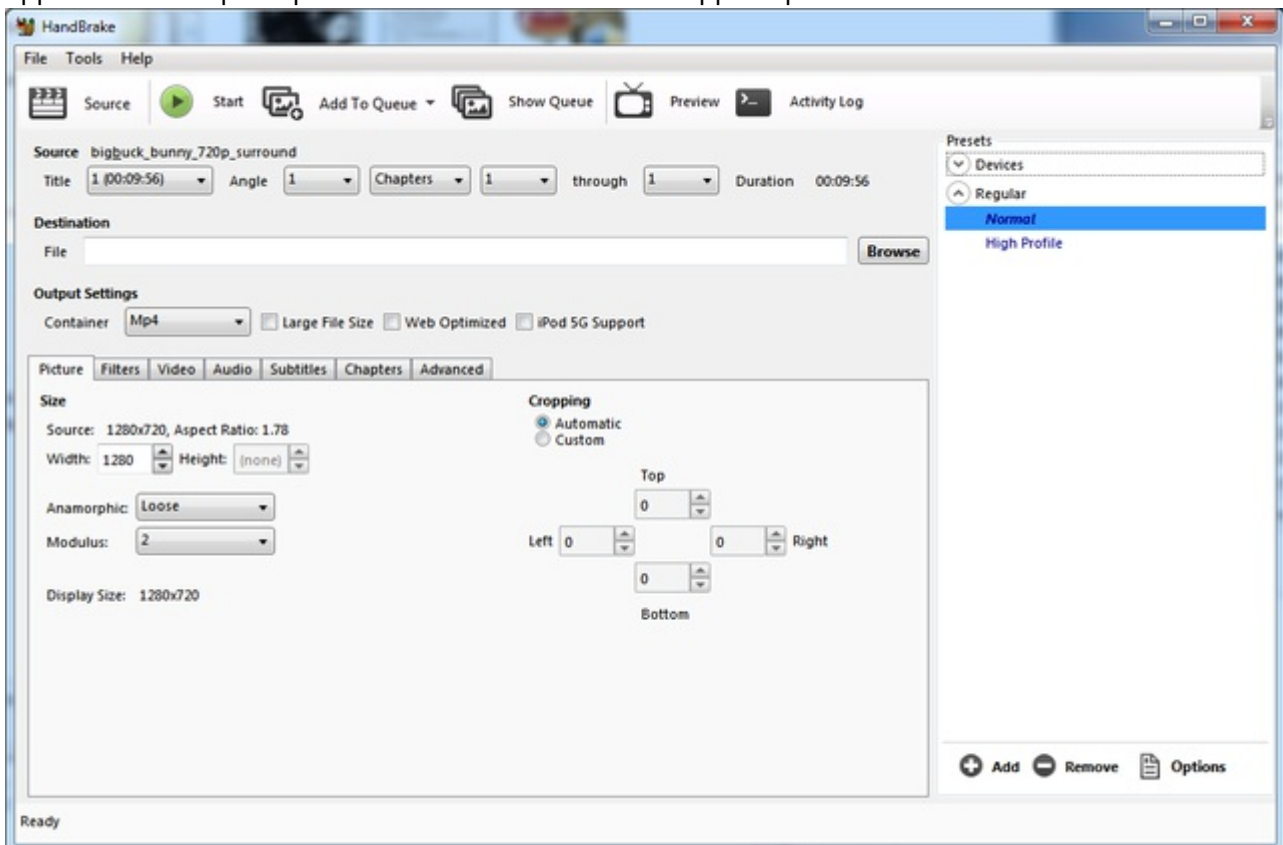 HandBrake
File Tools Help
Source Start Add To Queue Show Queue Preview Activity Log
Source bigbuck_bunny_720p_surround
Title 1 (00:09:56) Angle 1 Chapters 1 through 1 Duration 00:09:56
Destination
File Browse
Output Settings
Container Mp4 Large File Size Web Optimized iPod 5G Support
Picture Filters Video Audio Subtitles Chapters Advanced
Size
Source: 1280x720, Aspect Ratio: 1.78
Width: 1280 Height: (none)
Anamorphic: Loose
Modulus: 2
Display Size: 1280x720
Cropping
Automatic
Custom
Top
0
Left 0 0 Right
0
Bottom
Presets
Devices
Regular
Normal
High Profile
Add Remove Options
Ready